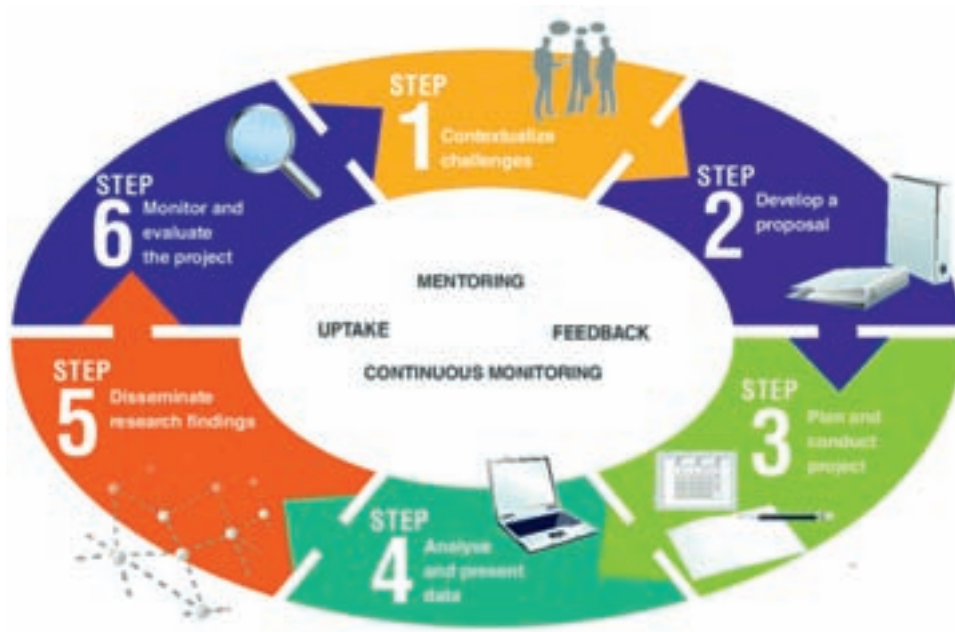 STEP
1
Contextualize
challenges
STEP
2
Develop a
proposal
STEP
3
Plan and
conduct
project
STEP
4
Analyse
and present
data
STEP
5
Disseminate
research findings
STEP
6
Monitor and
evaluate
the project
MENTORING
UPTAKE
FEEDBACK
CONTINUOUS MONITORING